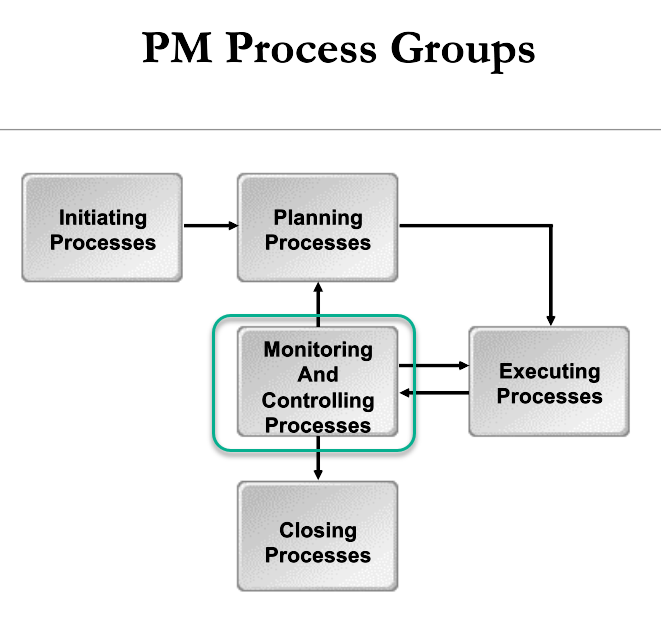 PM Process Groups
Initiating
Processes
Planning
Processes
Monitoring
And
Controlling
Processes
Executing
Processes
Closing
Processes